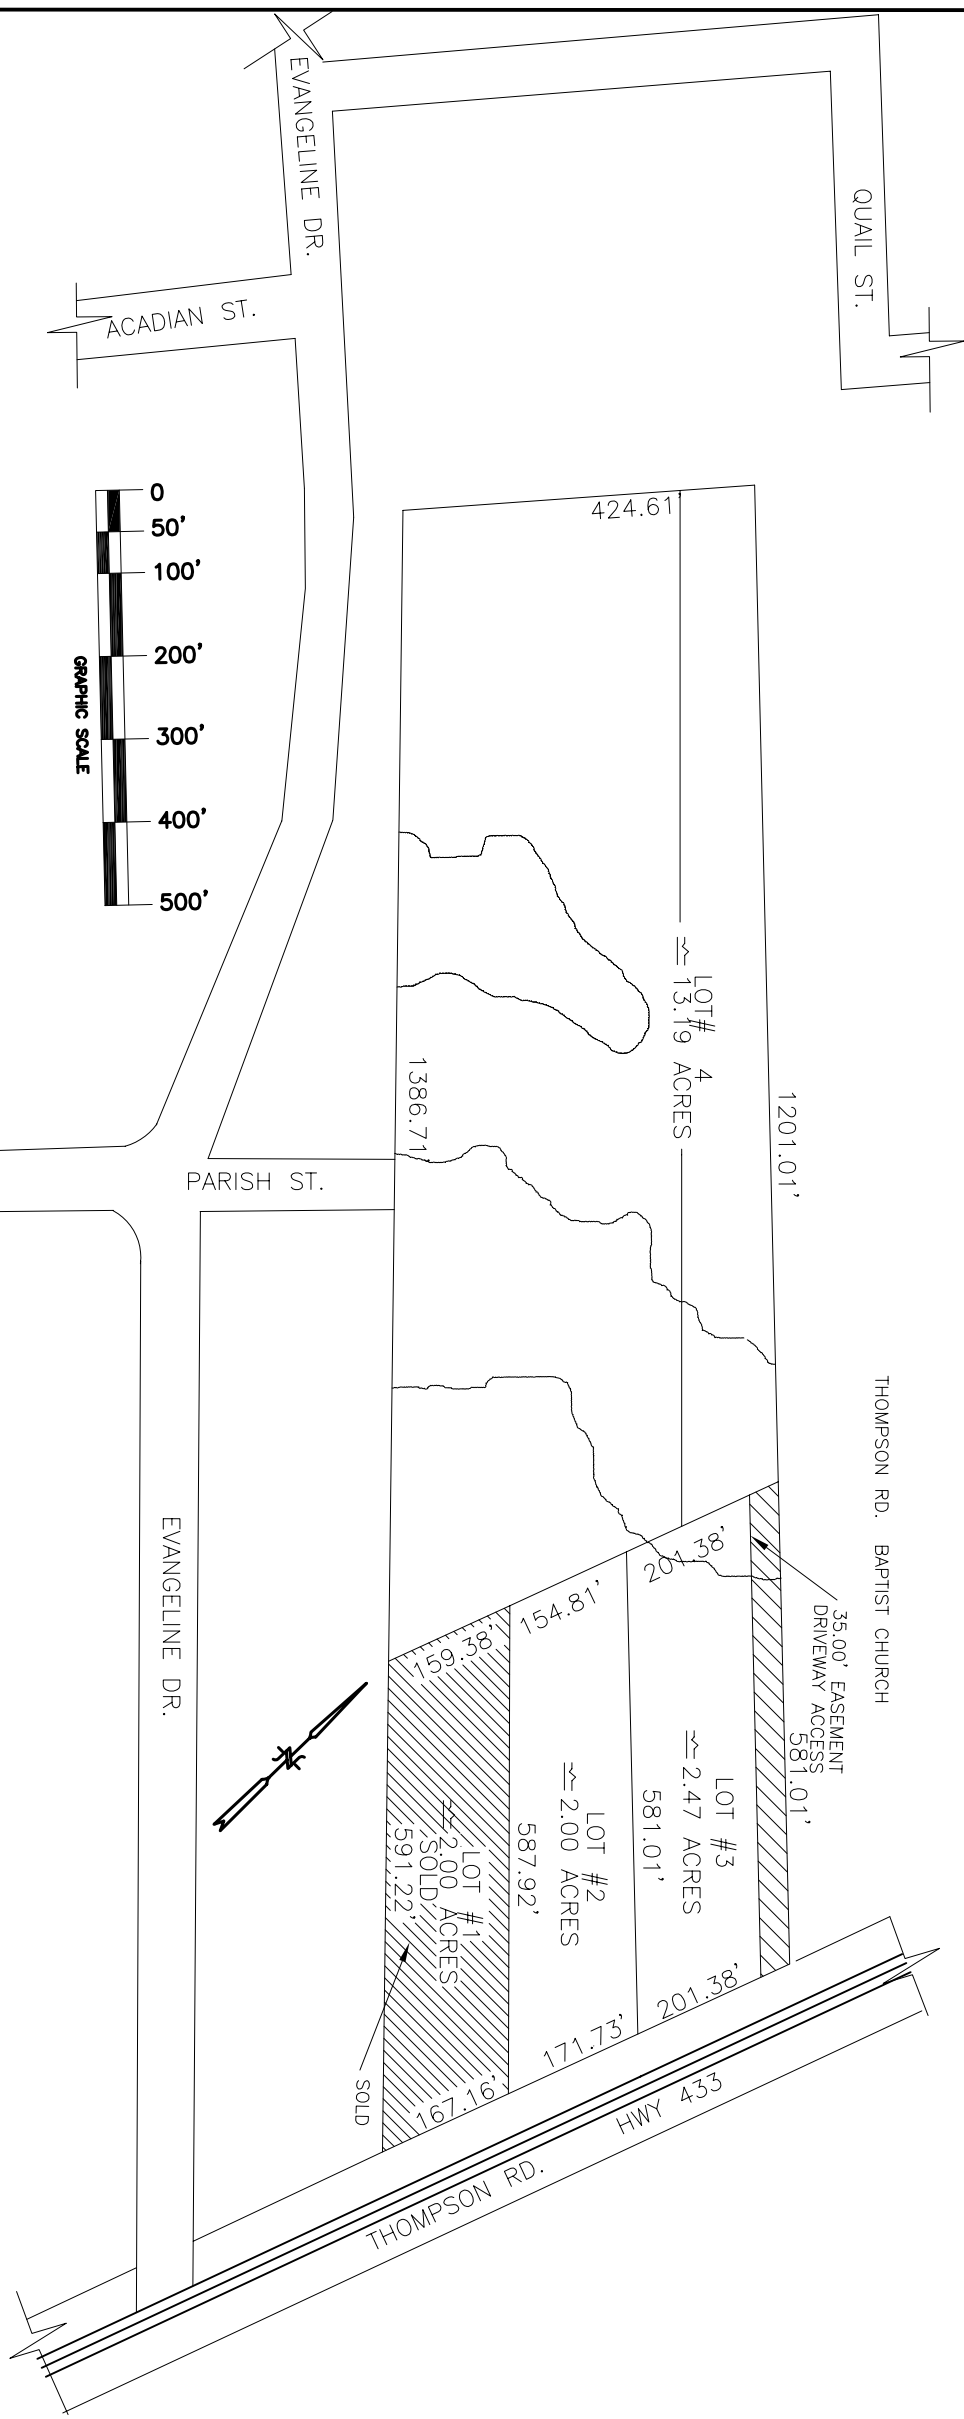 EVANGELINE DR.
QUAIL ST.
ACADIAN ST.
0
50'
100'
200'
300'
400'
500'
GRAPHIC SCALE
424.61'
LOT# 4
13.19 ACRES
1386.71
1201.01'
PARISH ST.
THOMPSON RD. BAPTIST CHURCH
35.00' EASEMENT
DRIVEWAY ACCESS
581.01'
EVANGELINE DR.
201.38'
154.81'
159.38'
LOT #3
2.47 ACRES
581.01'
LOT #2
2.00 ACRES
587.92'
LOT #1
2.00 ACRES
SOLD
591.22'
SOLD
201.38'
171.73'
167.16'
HWY 433
THOMPSON RD.
N